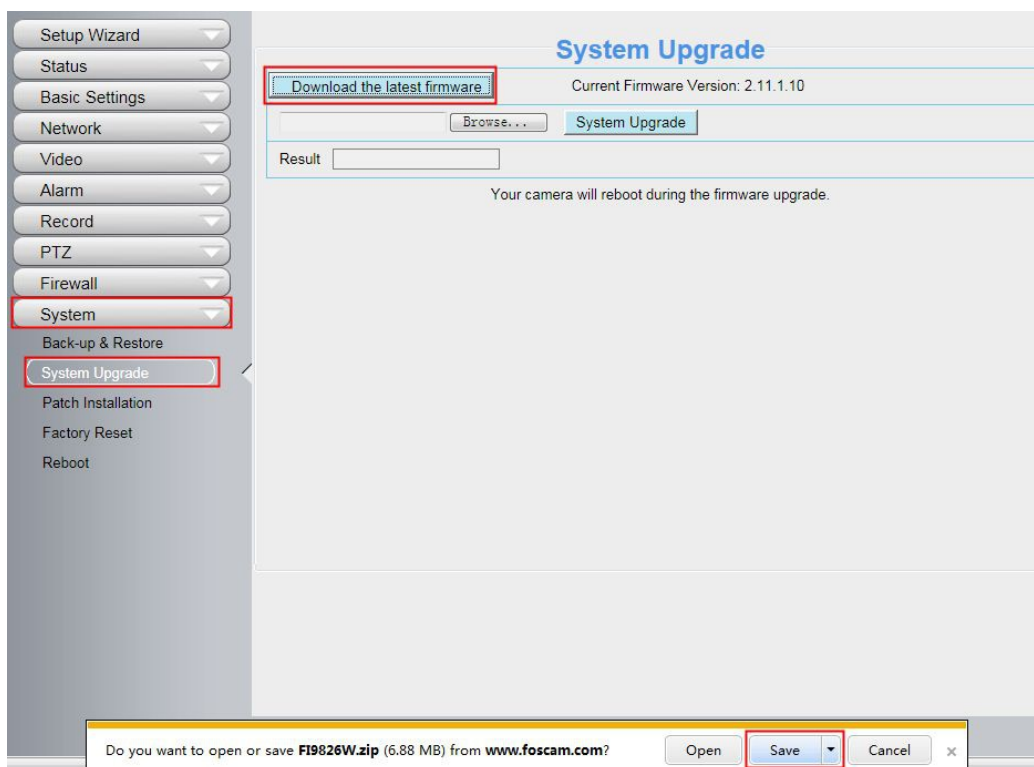 Setup Wizard
Status
Basic Settings
Network
Video
Alarm
Record
PTZ
Firewall
System
Back-up & Restore
System Upgrade
Patch Installation
Factory Reset
Reboot
System Upgrade
Download the latest firmware Current Firmware Version: 2.11.1.10
Browse... System Upgrade
Result
Your camera will reboot during the firmware upgrade.
Do you want to open or save FI9826W.zip (6.88 MB) from www.foscam.com? Open Save Cancel x